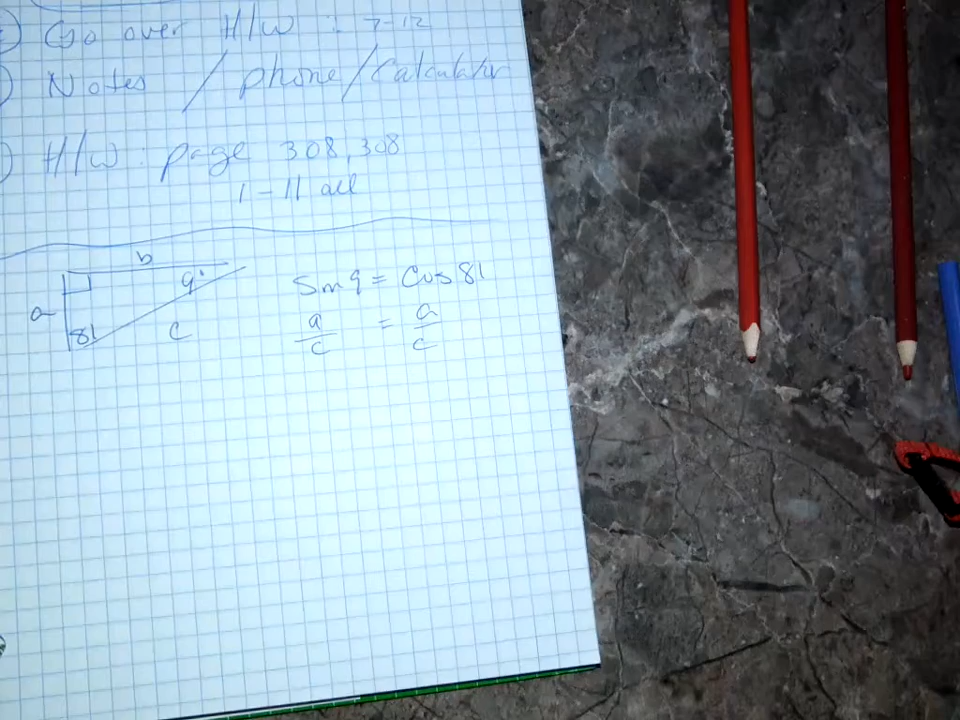 Go over H/W : 7-12
Notes / phone / Calculator
H/W : page 308, 308
1 - 11 all
b
9°
Sin 9 = Cos 81
a
81
c
a/c = a/c